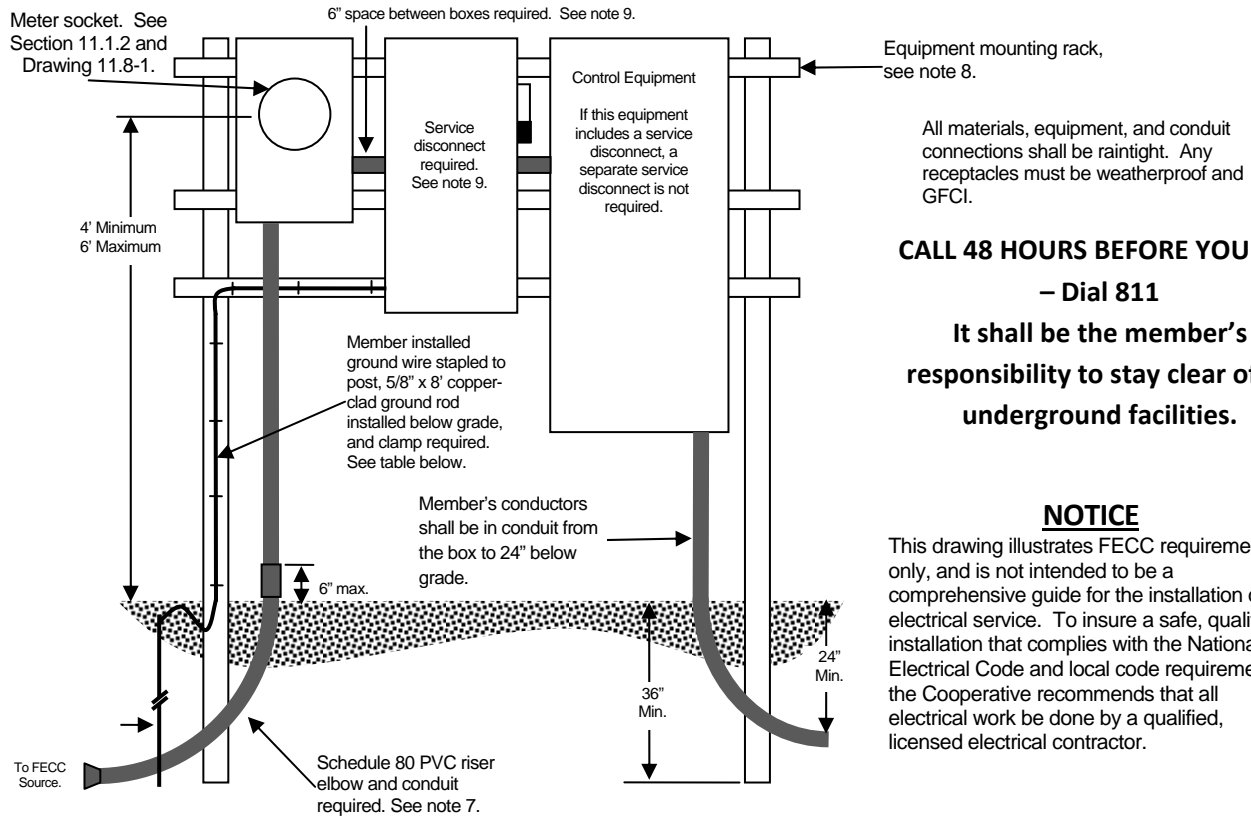 Meter socket. See
Section 11.1.2 and
Drawing 11.8-1.
6” space between boxes required. See note 9.
Equipment mounting rack,
see note 8.
Control Equipment
If this equipment
includes a service
disconnect, a
separate service
disconnect is not
required.
Service
disconnect
required.
See note 9.
All materials, equipment, and conduit
connections shall be raintight. Any
receptacles must be weatherproof and
GFCI.
4’ Minimum
6’ Maximum
CALL 48 HOURS BEFORE YOU
– Dial 811
It shall be the member’s
responsibility to stay clear of
underground facilities.
Member installed
ground wire stapled to
post, 5/8” x 8’ copper-
clad ground rod
installed below grade,
and clamp required.
See table below.
Member’s conductors
shall be in conduit from
the box to 24” below
grade.
6” max.
NOTICE
This drawing illustrates FECC requireme
only, and is not intended to be a
comprehensive guide for the installation
electrical service. To insure a safe, quali
installation that complies with the Nationa
Electrical Code and local code requireme
the Cooperative recommends that all
electrical work be done by a qualified,
licensed electrical contractor.
24”
Min.
36”
Min.
To FECC
Source.
Schedule 80 PVC riser
elbow and conduit
required. See note 7.